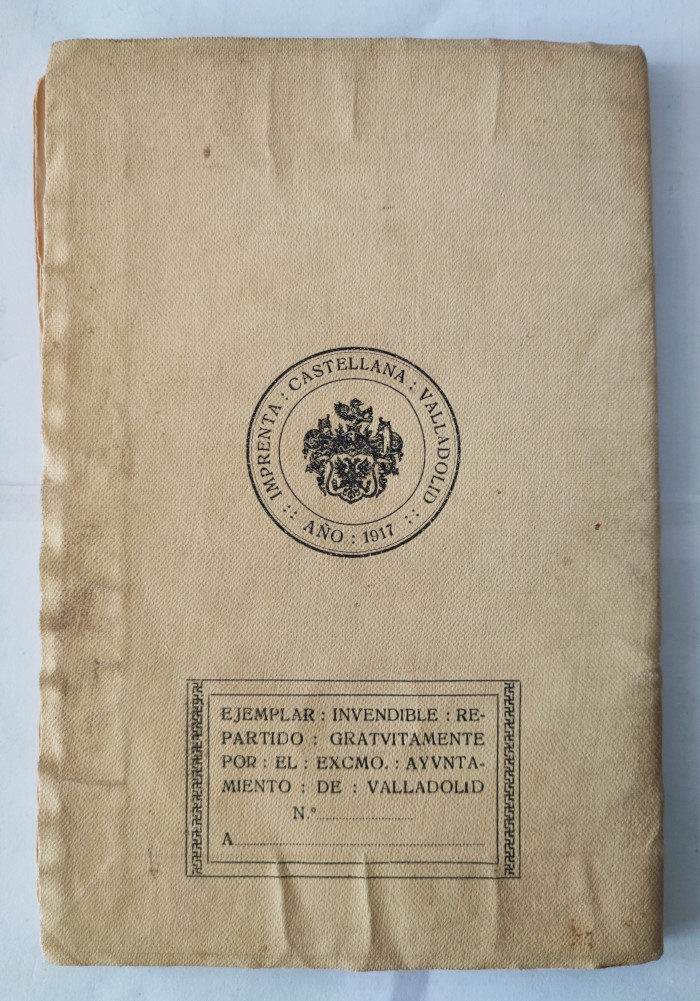 IMPRENTA : CASTELLANA : VALLADOLID
:: AÑO : 1917 ::
EJEMPLAR : INVENDIBLE : RE-
PARTIDO : GRATVITAMENTE
POR : EL : EXCMO. : AYVNTA-
MIENTO : DE : VALLADOLID
N.º
A